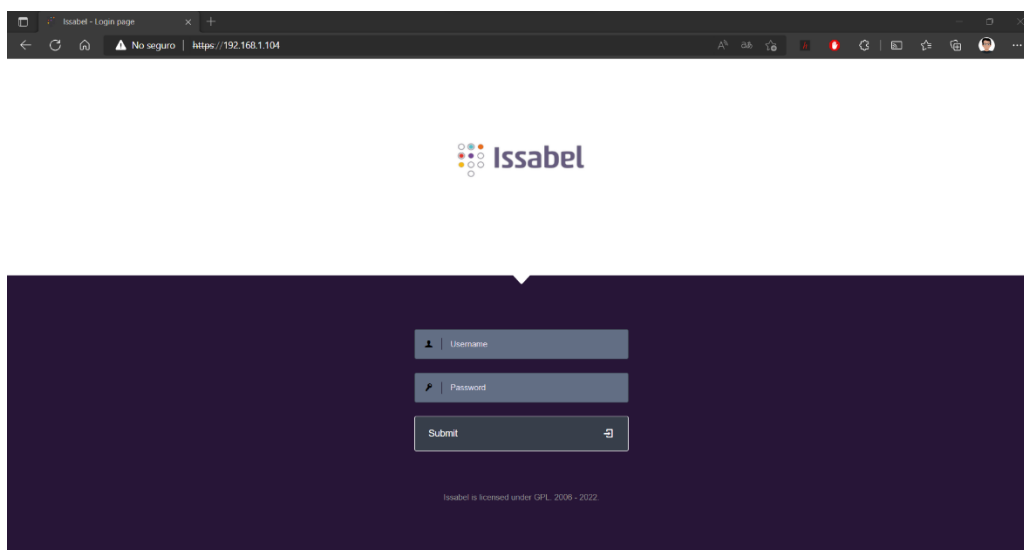 Issabel - Login page
No seguro | https://192.168.1.104
Issabel
Username
Password
Submit
Issabel is licensed under GPL. 2006 - 2022.